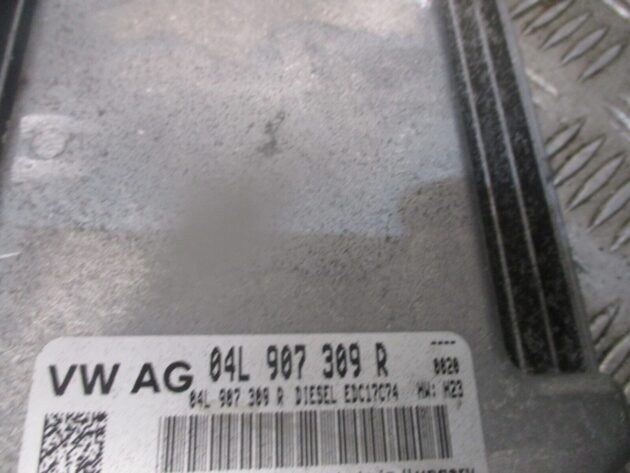 VW AG 04L 907 309 R ----
0020
04L 907 309 R DIESEL EDC17C74 HW: H23